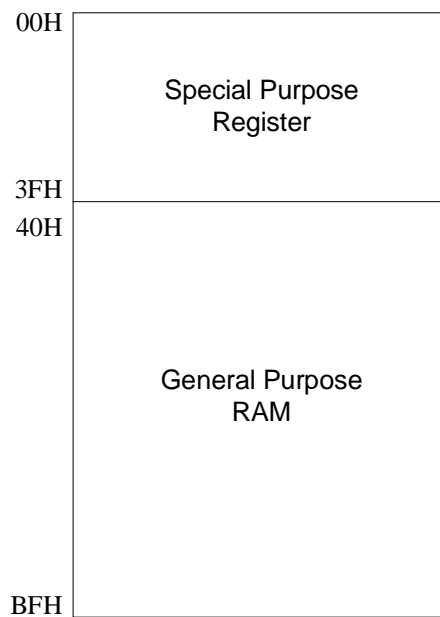 00H
Special Purpose
Register
3FH
40H
General Purpose
RAM
BFH